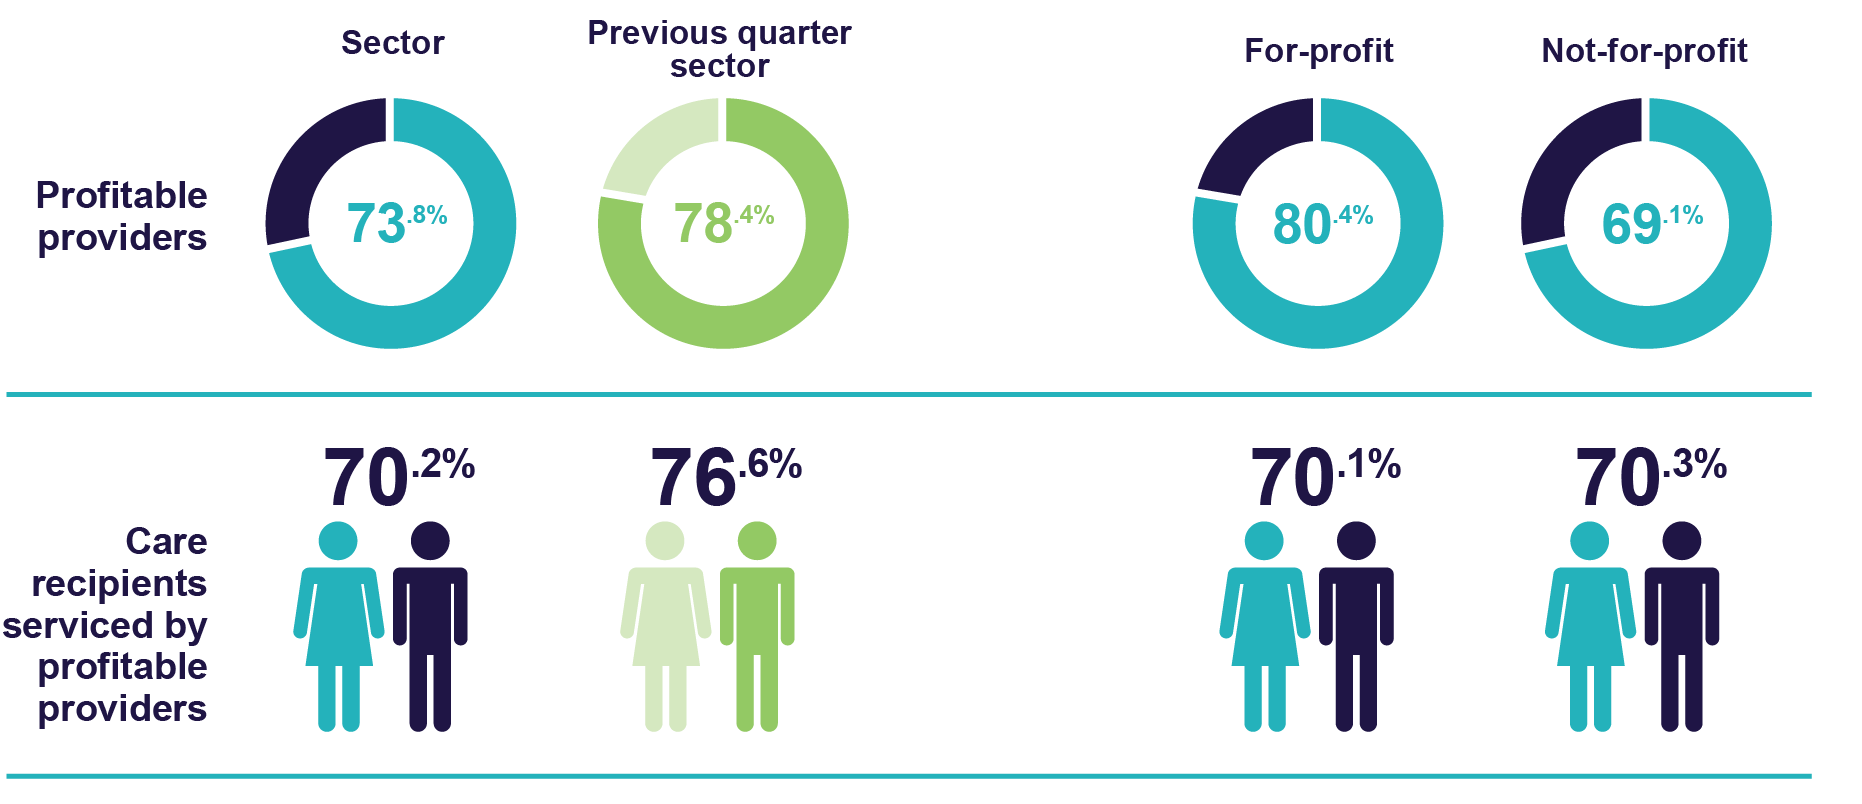 Sector
Previous quarter
sector
For-profit
Not-for-profit
Profitable
providers
73.8%
78.4%
80.4%
69.1%
70.2%
76.6%
70.1%
70.3%
Care
recipients
serviced by
profitable
providers